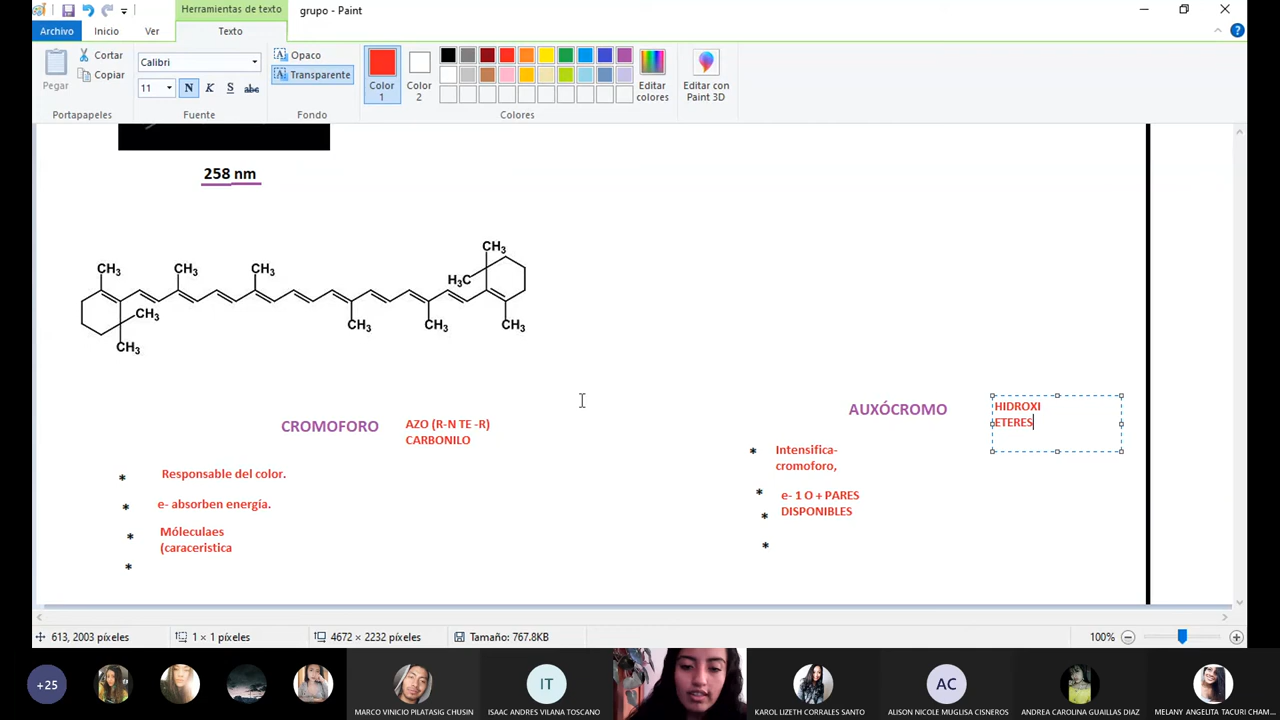 Herramientas de texto
grupo - Paint
Archivo
Inicio
Ver
Texto
Pegar
Cortar
Copiar
Portapapeles
Calibri
11
N
K
S
abc
Fuente
Opaco
Transparente
Fondo
Color
1
Color
2
Editar
colores
Colores
Editar con
Paint 3D
258 nm
CH3
CH3
CH3
CH3
H3C
CH3
CH3
CH3
CH3
CH3
CROMOFORO
AZO (R-N TE -R)
CARBONILO
* Responsable del color.
* e- absorben energía.
* Móleculaes
(caraceristica
*
AUXÓCROMO
HIDROXI
ETERES
* Intensifica-
cromoforo,
* e- 1 O + PARES
* DISPONIBLES
*
613, 2003 píxeles
1 × 1 píxeles
4672 × 2232 píxeles
Tamaño: 767.8KB
100%
+25
MARCO VINICIO PILATASIG CHUSIN
IT
ISAAC ANDRES VILANA TOSCANO
KAROL LIZETH CORRALES SANTO
AC
ALISON NICOLE MUGLISA CISNEROS
ANDREA CAROLINA GUAILLAS DIAZ
MELANY ANGELITA TACURI CHAM...